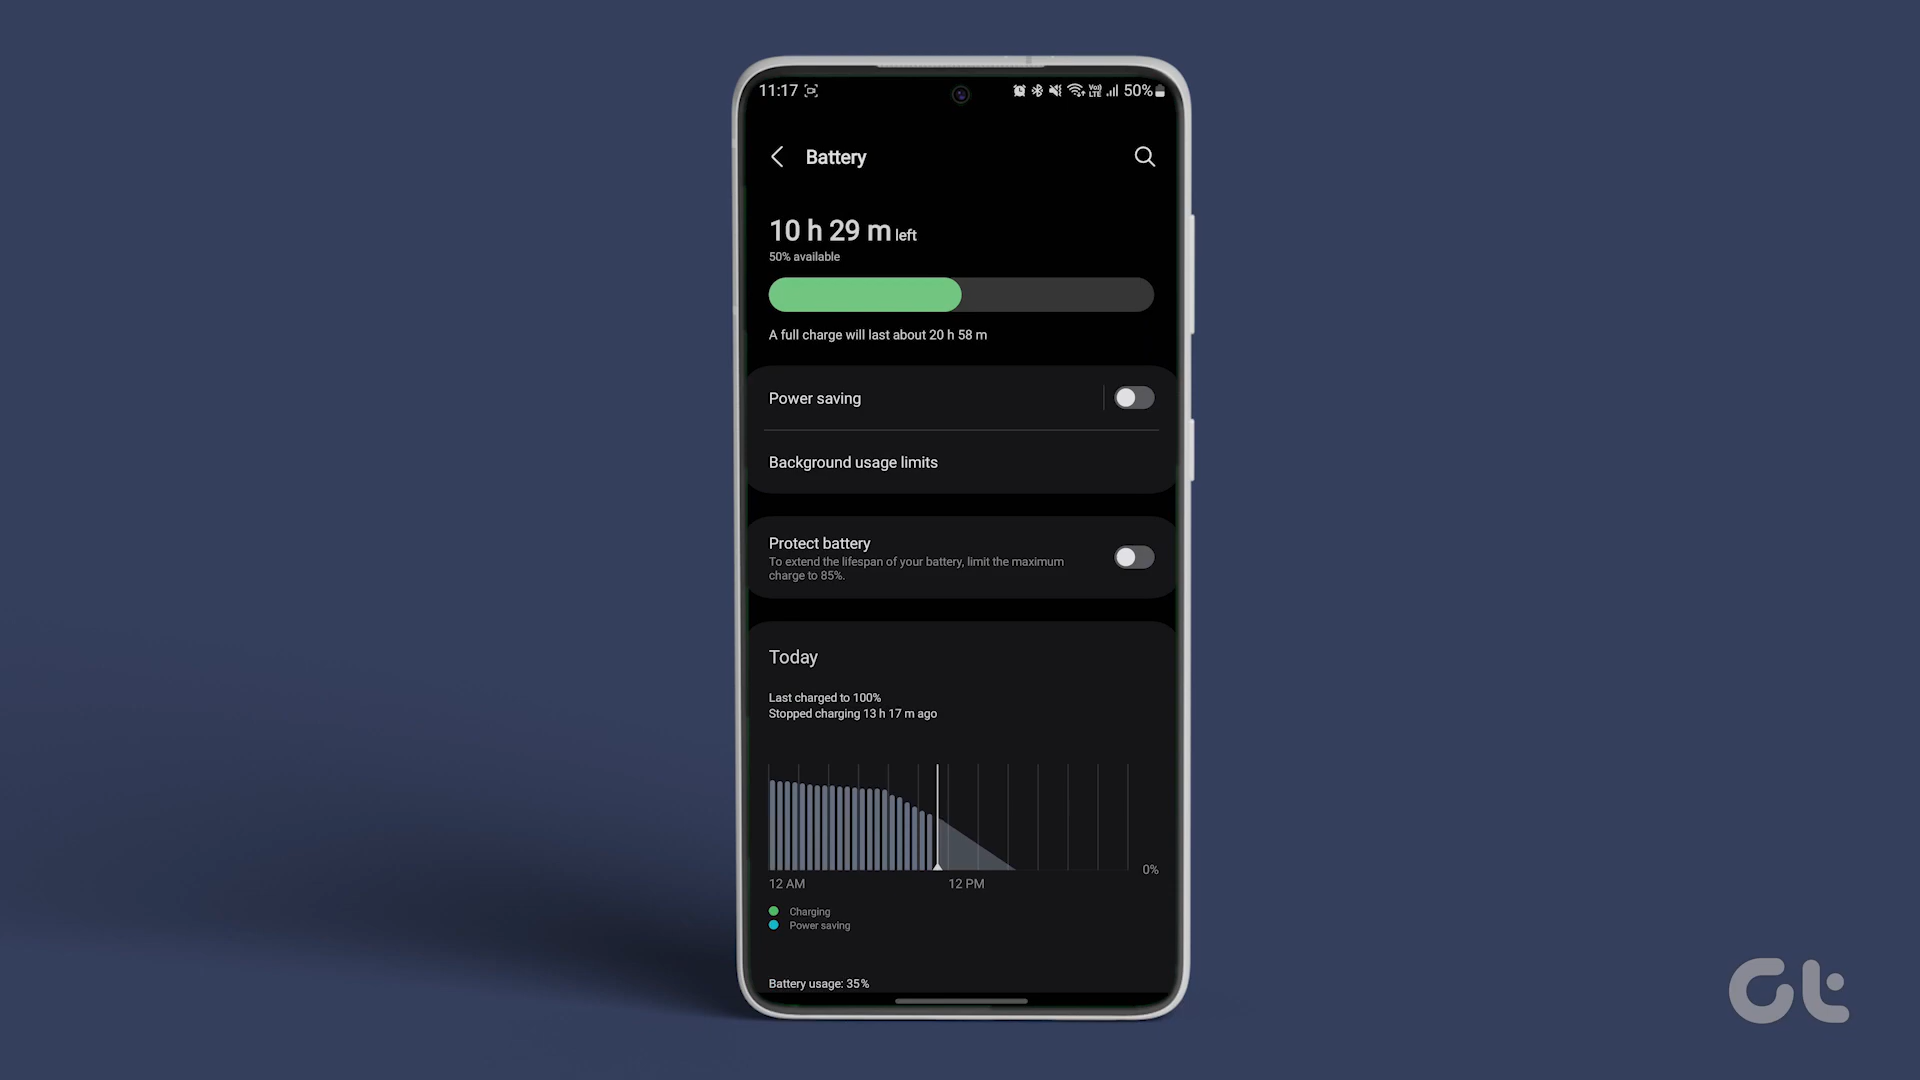 11:17 Vo) LTE 50%
Battery
10 h 29 m left
50% available
A full charge will last about 20 h 58 m
Power saving
Background usage limits
Protect battery
To extend the lifespan of your battery, limit the maximum
charge to 85%.
Today
Last charged to 100%
Stopped charging 13 h 17 m ago
0%
12 AM 12 PM
Charging
Power saving
Battery usage: 35%
Gt